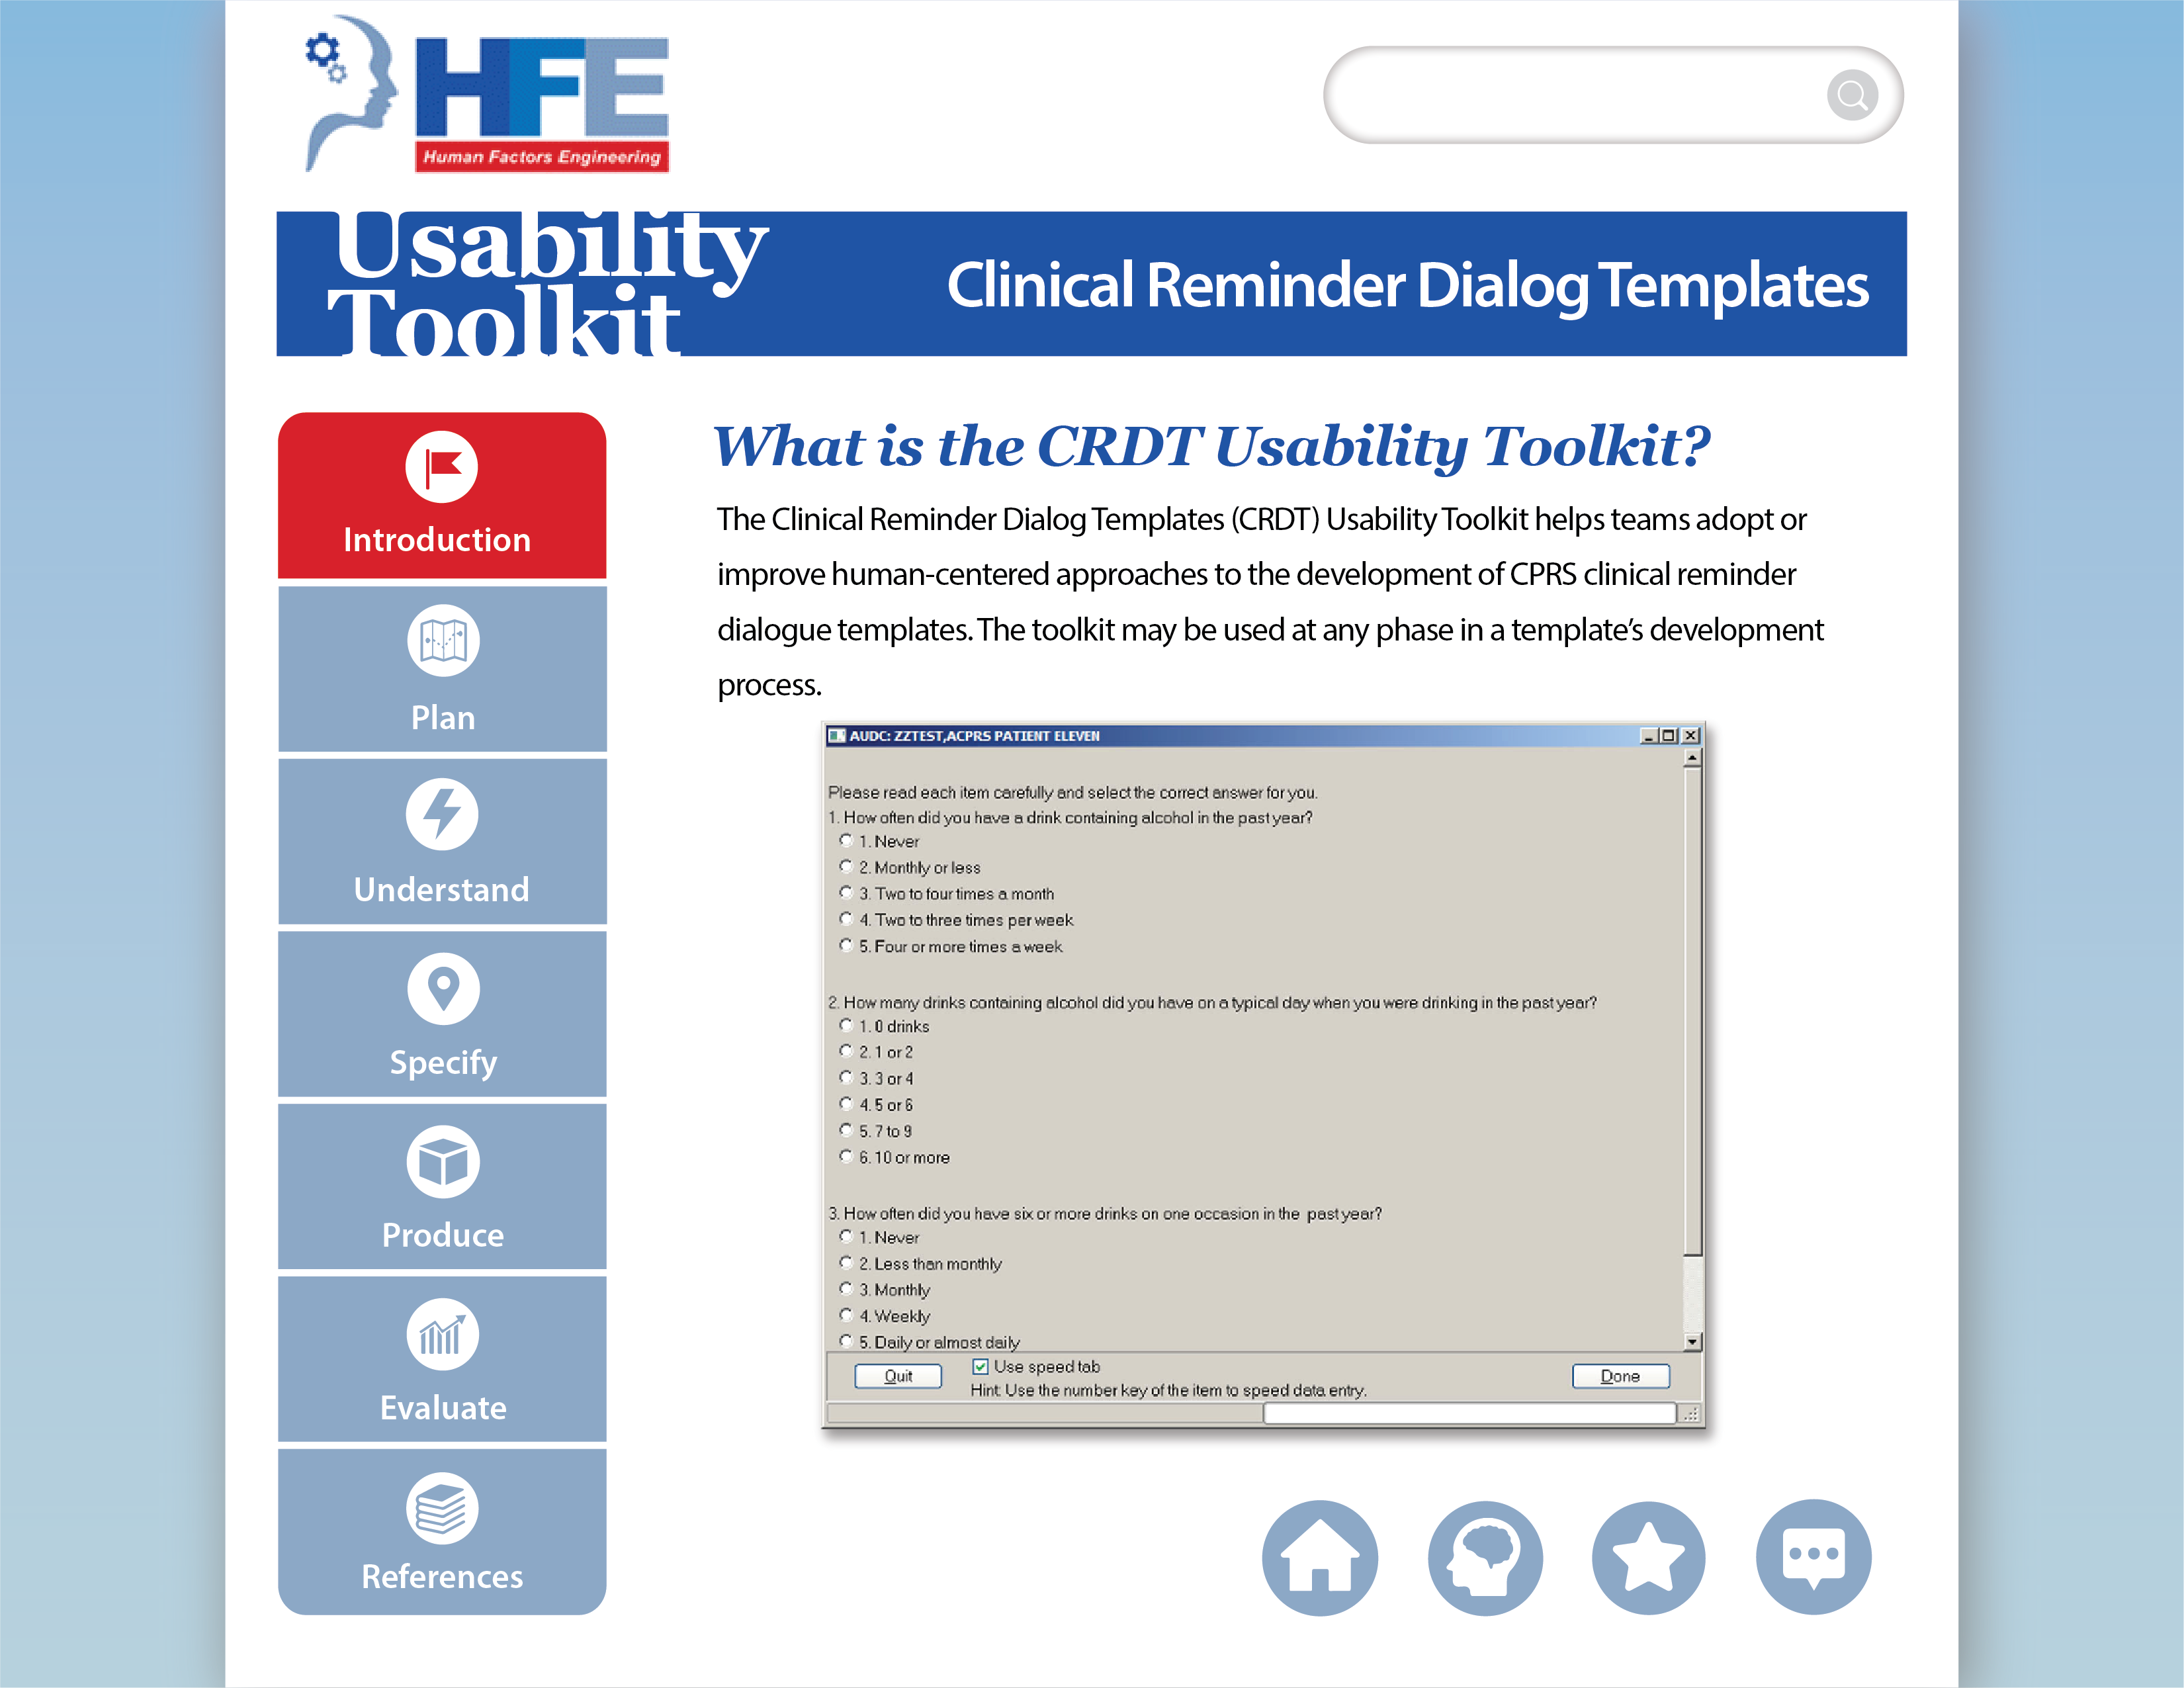 HFE
Human Factors Engineering
Usability
Toolkit
Clinical Reminder Dialog Templates
Introduction
Plan
Understand
Specify
Produce
Evaluate
References
What is the CRDT Usability Toolkit?
The Clinical Reminder Dialog Templates (CRDT) Usability Toolkit helps teams adopt or
improve human-centered approaches to the development of CPRS clinical reminder
dialogue templates. The toolkit may be used at any phase in a template's development
process.
AUDC: ZZTEST,ACPRS PATIENT ELEVEN
Please read each item carefully and select the correct answer for you.
1. How often did you have a drink containing alcohol in the past year?
1. Never
2. Monthly or less
3. Two to four times a month
4. Two to three times per week
5. Four or more times a week
2. How many drinks containing alcohol did you have on a typical day when you were drinking in the past year?
1. 0 drinks
2. 1 or 2
3. 3 or 4
4. 5 or 6
5. 7 to 9
6. 10 or more
3. How often did you have six or more drinks on one occasion in the past year?
1. Never
2. Less than monthly
3. Monthly
4. Weekly
5. Daily or almost daily
Quit
Use speed tab
Hint: Use the number key of the item to speed data entry.
Done